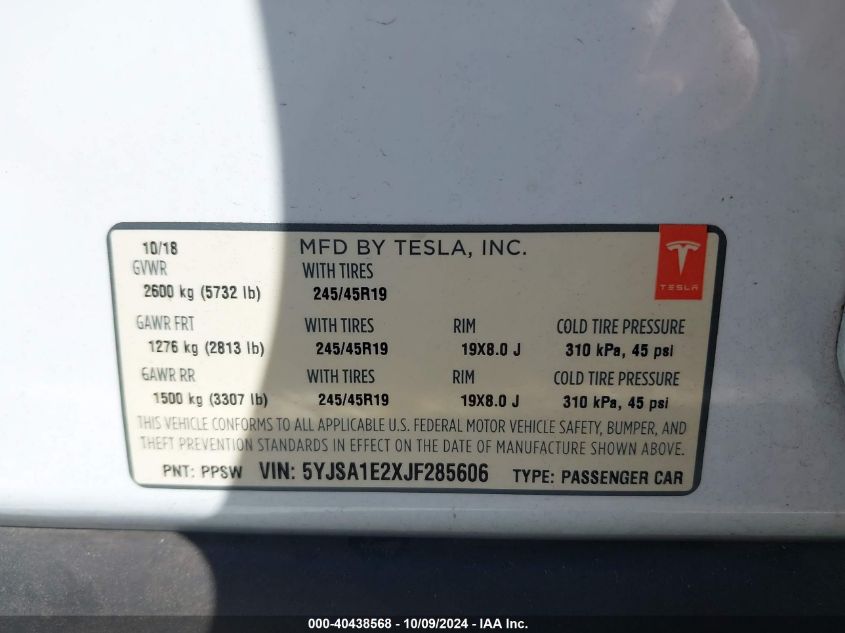 10/18 MFD BY TESLA, INC.
GVWR WITH TIRES
2600 kg (5732 lb) 245/45R19
TESLA
GAWR FRT WITH TIRES RIM COLD TIRE PRESSURE
1276 kg (2813 lb) 245/45R19 19X8.0 J 310 kPa, 45 psi
GAWR RR WITH TIRES RIM COLD TIRE PRESSURE
1500 kg (3307 lb) 245/45R19 19X8.0 J 310 kPa, 45 psi
THIS VEHICLE CONFORMS TO ALL APPLICABLE U.S. FEDERAL MOTOR VEHICLE SAFETY, BUMPER, AND
THEFT PREVENTION STANDARDS IN EFFECT ON THE DATE OF MANUFACTURE SHOWN ABOVE.
PNT: PPSW VIN: 5YJSA1E2XJF285606 TYPE: PASSENGER CAR
000-40438568 - 10/09/2024 - IAA Inc.